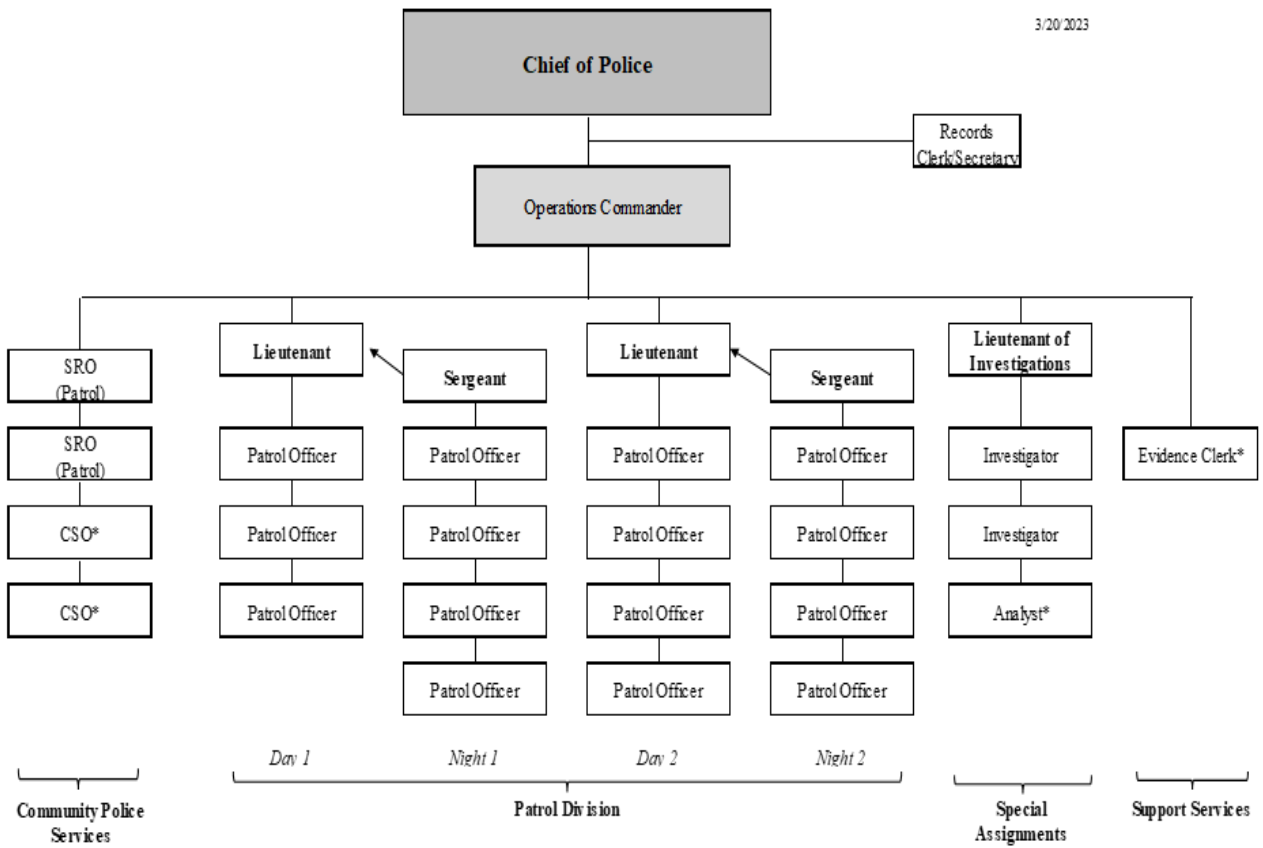 3/20/2023
Chief of Police
Records
Clerk/Secretary
Operations Commander
SRO
(Patrol)
Lieutenant
Sergeant
Lieutenant
Sergeant
Lieutenant of
Investigations
SRO
(Patrol)
Patrol Officer
Patrol Officer
Patrol Officer
Patrol Officer
Investigator
Evidence Clerk*
CSO*
Patrol Officer
Patrol Officer
Patrol Officer
Patrol Officer
Investigator
CSO*
Patrol Officer
Patrol Officer
Patrol Officer
Patrol Officer
Analyst*
Patrol Officer
Patrol Officer
Patrol Officer
Day 1
Night 1
Day 2
Night 2
Community Police
Services
Patrol Division
Special
Assignments
Support Services